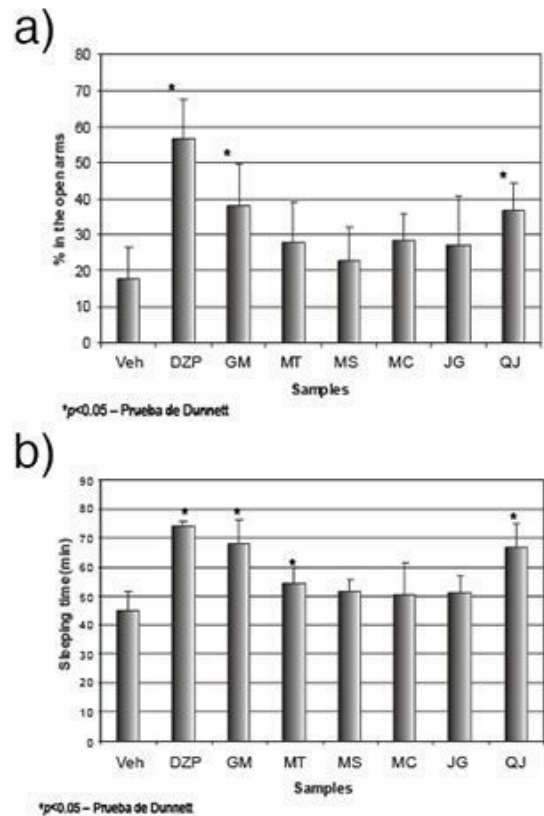 a)
80
70
60
50
40
30
20
10
0
% in the open arms
*
*
*
Veh DZP GM MT MS MC JG QJ
Samples
*p<0.05 – Prueba de Dunnett
b)
90
80
70
60
50
40
30
20
10
0
Sleeping time (min)
*
*
*
*
Veh DZP GM MT MS MC JG QJ
Samples
*p<0.05 – Prueba de Dunnett